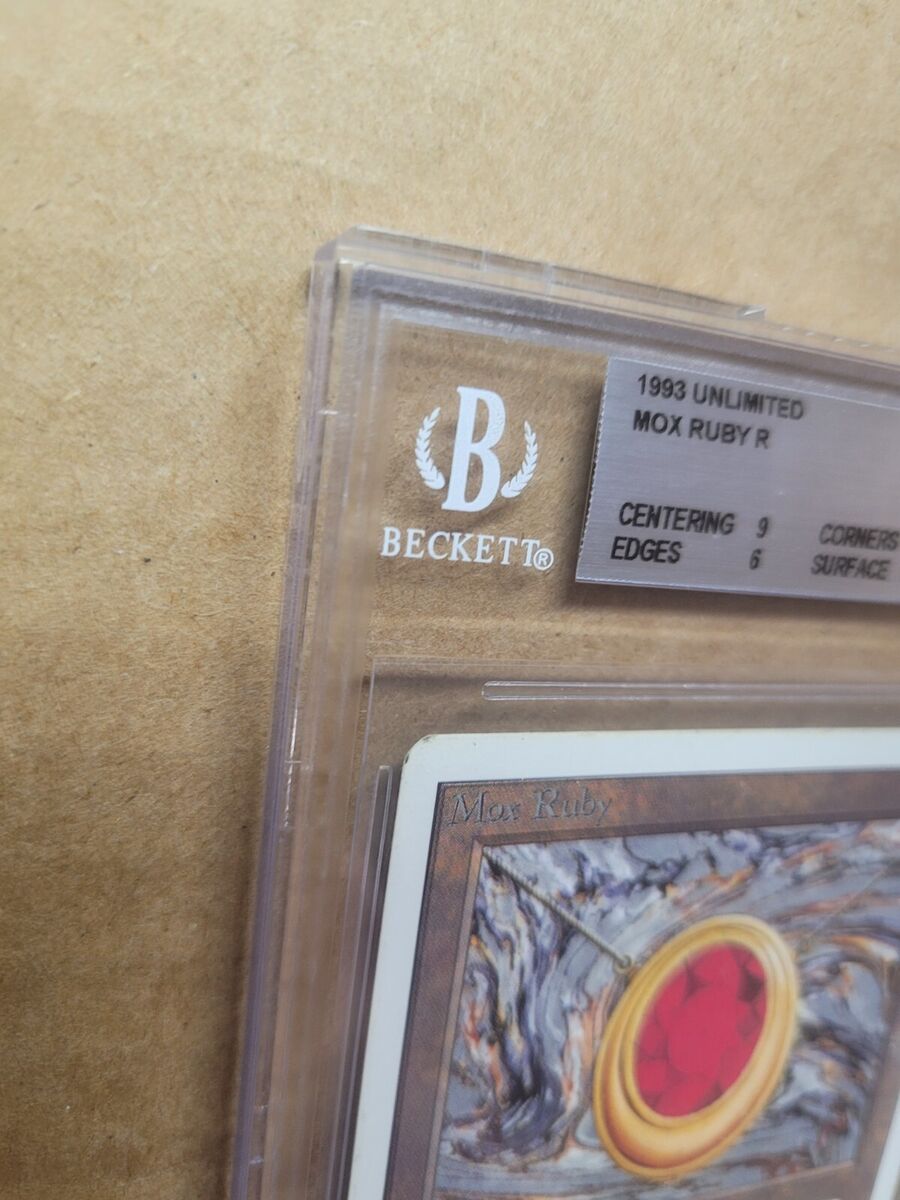 B
BECKETT®
1993 UNLIMITED
MOX RUBY R
CENTERING 9 CORNERS
EDGES 6 SURFACE
Mox Ruby